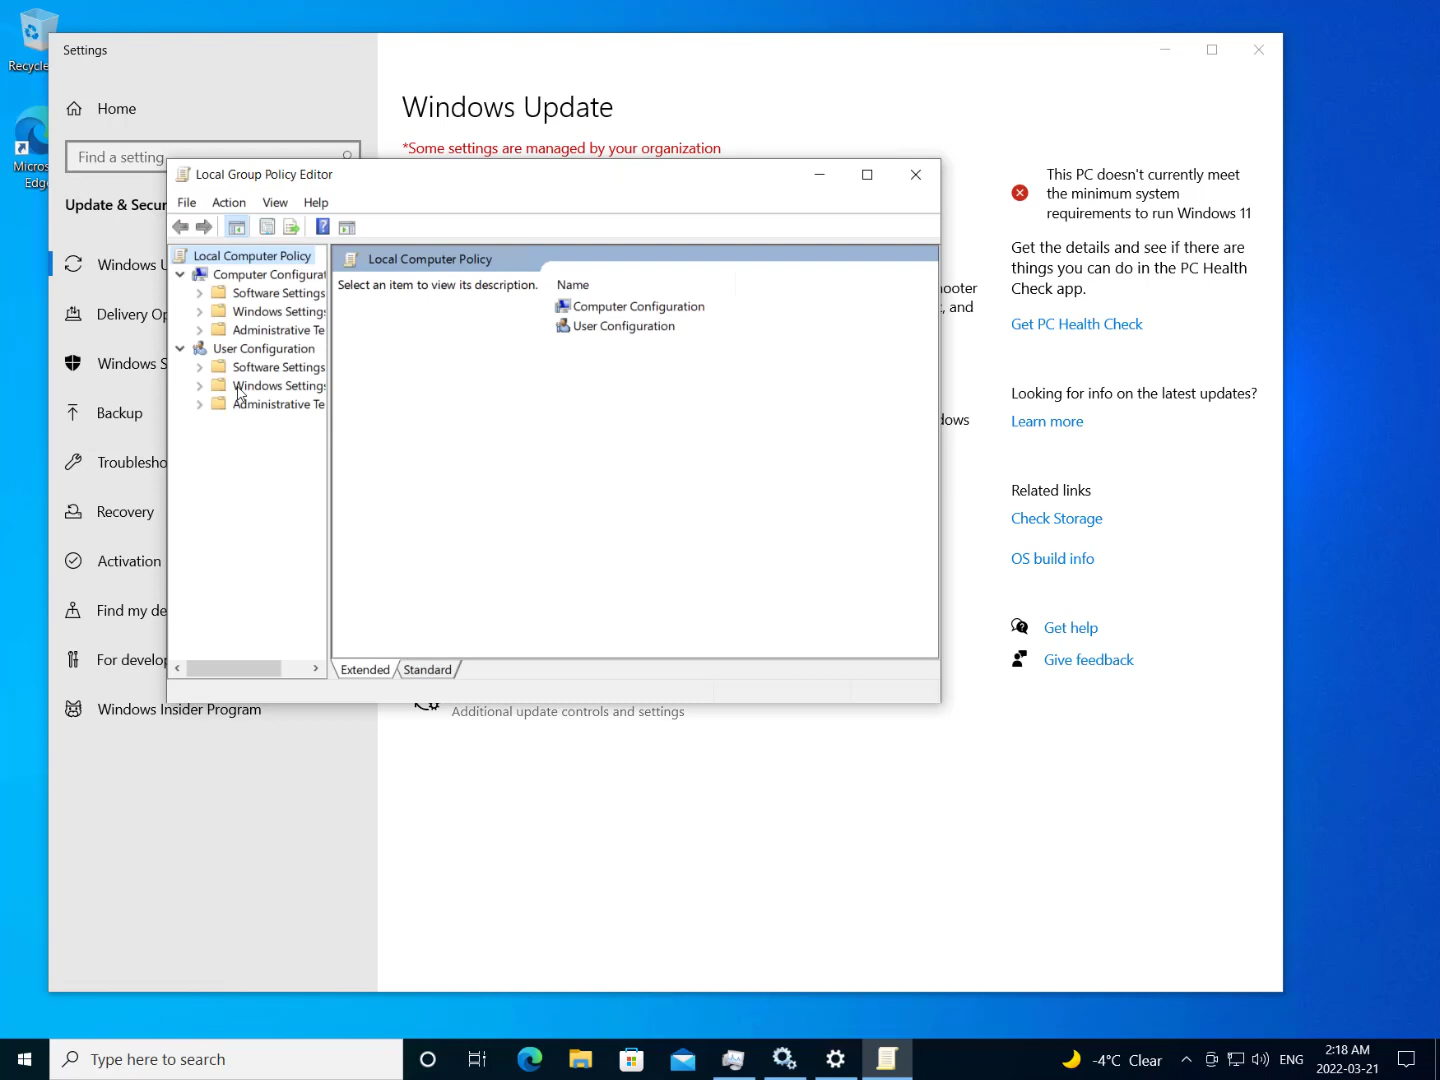 Recycle
Micros
Edge
Settings
Home
Find a setting
Update & Secur
Windows U
Delivery Op
Windows S
Backup
Troublesho
Recovery
Activation
Find my de
For develop
Windows Insider Program
Windows Update
*Some settings are managed by your organization
Local Group Policy Editor
File Action View Help
Local Computer Policy
Computer Configurat
Software Settings
Windows Settings
Administrative Te
User Configuration
Software Settings
Windows Settings
Administrative Te
Local Computer Policy
Select an item to view its description.
Name
Computer Configuration
User Configuration
Extended Standard
Additional update controls and settings
ooter
, and
dows
This PC doesn't currently meet
the minimum system
requirements to run Windows 11
Get the details and see if there are
things you can do in the PC Health
Check app.
Get PC Health Check
Looking for info on the latest updates?
Learn more
Related links
Check Storage
OS build info
Get help
Give feedback
Type here to search
-4°C Clear
ENG
2:18 AM
2022-03-21